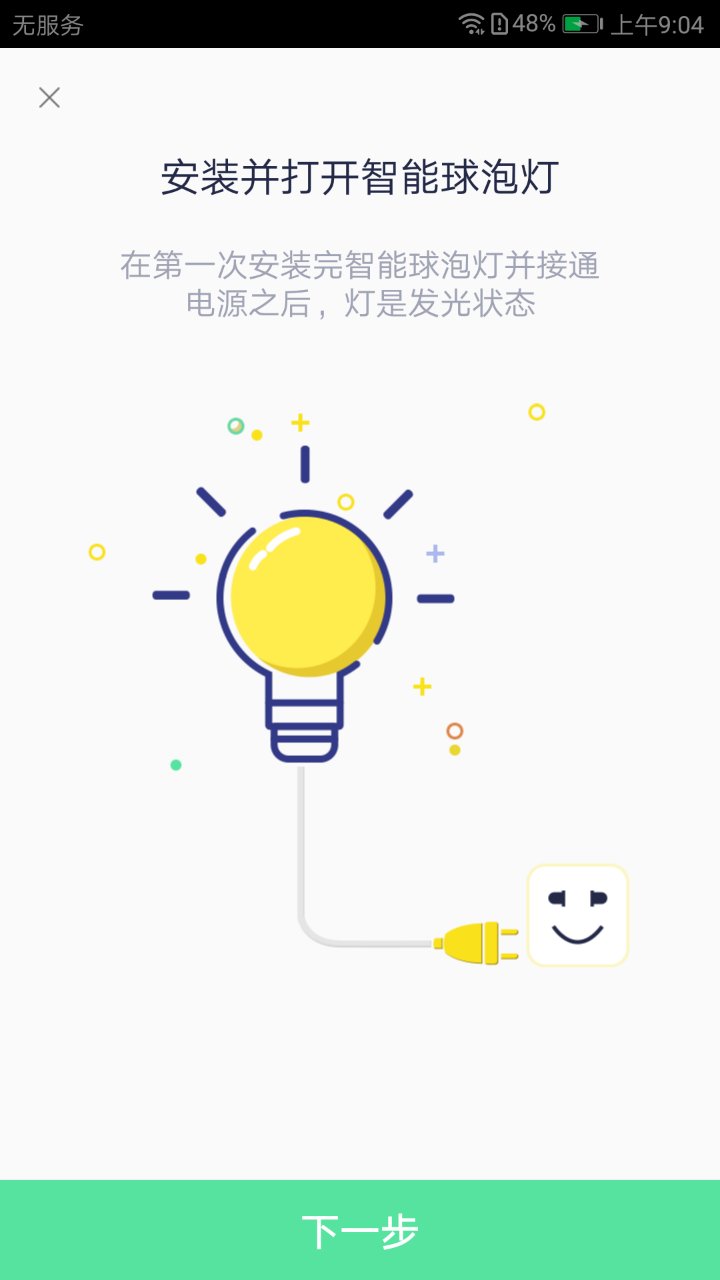 无服务 48% 上午9:04
安装并打开智能球泡灯
在第一次安装完智能球泡灯并接通
电源之后，灯是发光状态
下一步